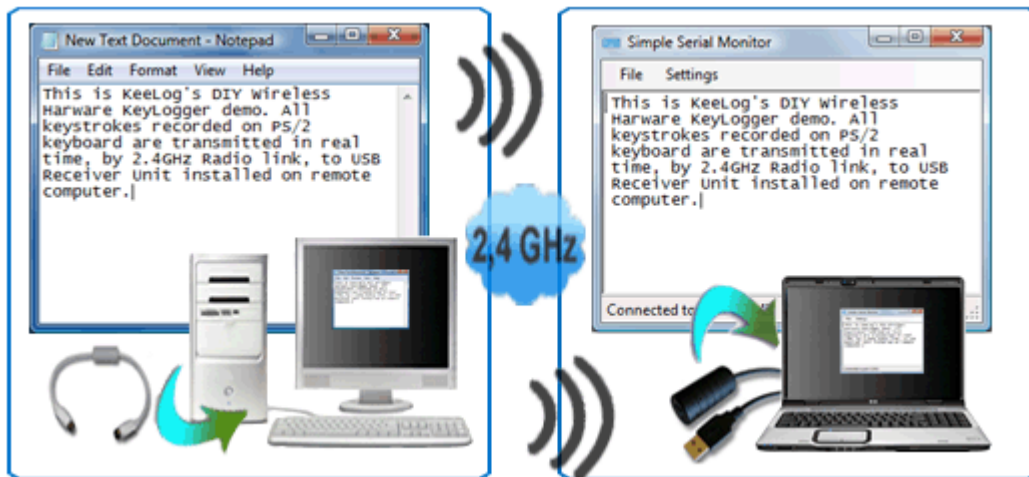 New Text Document - Notepad
File Edit Format View Help
This is KeeLog's DIY Wireless
Harware KeyLogger demo. All
keystrokes recorded on PS/2
keyboard are transmitted in real
time, by 2.4GHz Radio link, to USB
Receiver Unit installed on remote
computer.
2,4 GHz
Simple Serial Monitor
File Settings
This is KeeLog's DIY Wireless
Harware KeyLogger demo. All
keystrokes recorded on PS/2
keyboard are transmitted in real
time, by 2.4GHz Radio link, to USB
Receiver Unit installed on remote
computer.
Connected to